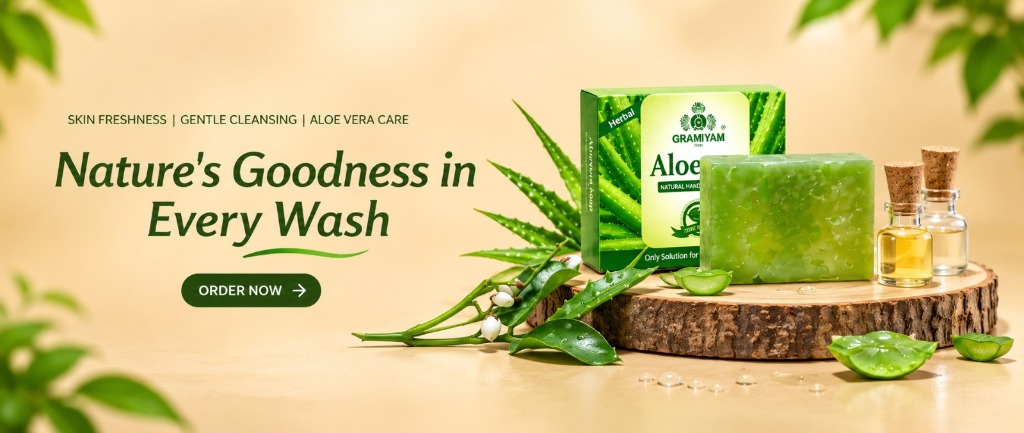 SKIN FRESHNESS | GENTLE CLEANSING | ALOE VERA CARE
Nature's Goodness in
Every Wash
ORDER NOW
Herbal
GRAMIYAM
Aloe
NATURAL HAND
Only Solution for